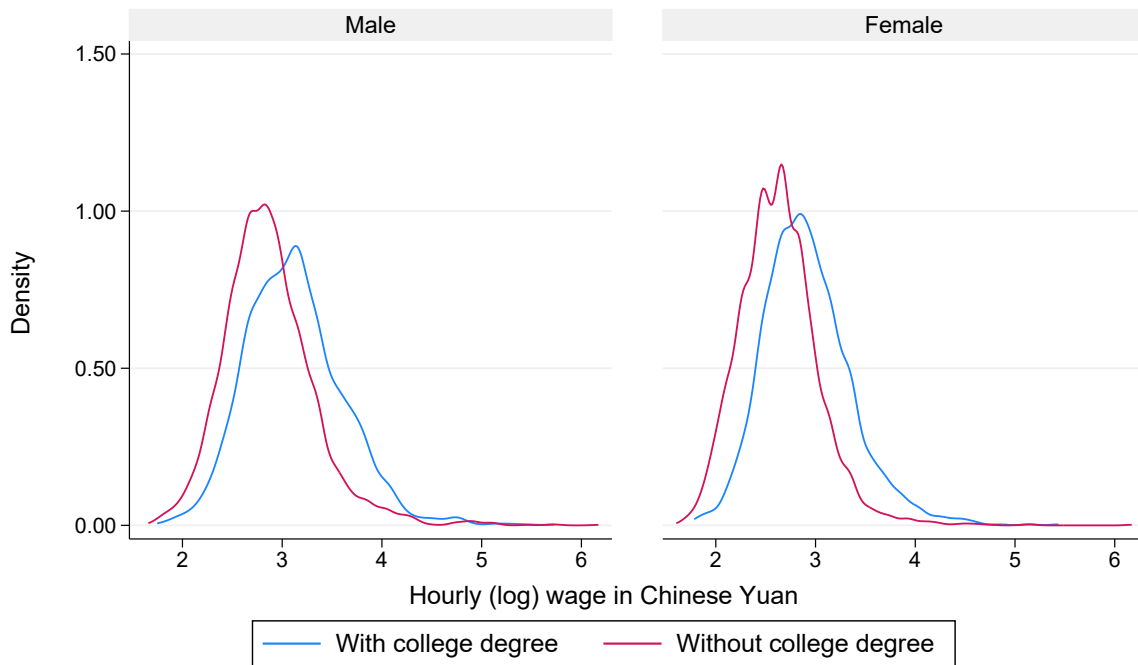 Male
Female
Density
1.50
1.00
0.50
0.00
2 3 4 5 6
2 3 4 5 6
Hourly (log) wage in Chinese Yuan
With college degree
Without college degree